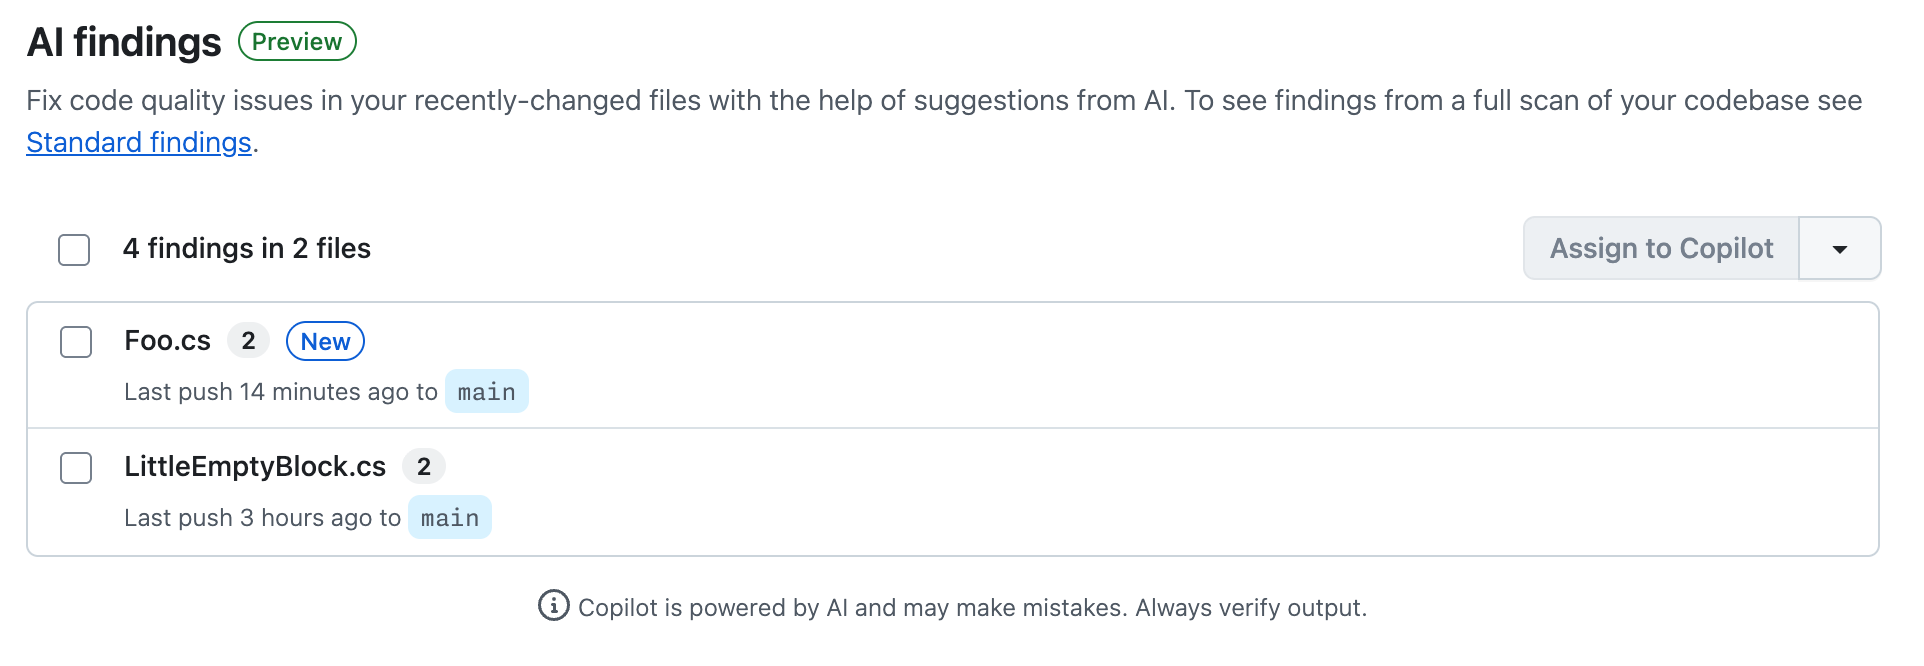 AI findings Preview
Fix code quality issues in your recently-changed files with the help of suggestions from AI. To see findings from a full scan of your codebase see
Standard findings.
4 findings in 2 files Assign to Copilot
Foo.cs 2 New
Last push 14 minutes ago to main
LittleEmptyBlock.cs 2
Last push 3 hours ago to main
Copilot is powered by AI and may make mistakes. Always verify output.